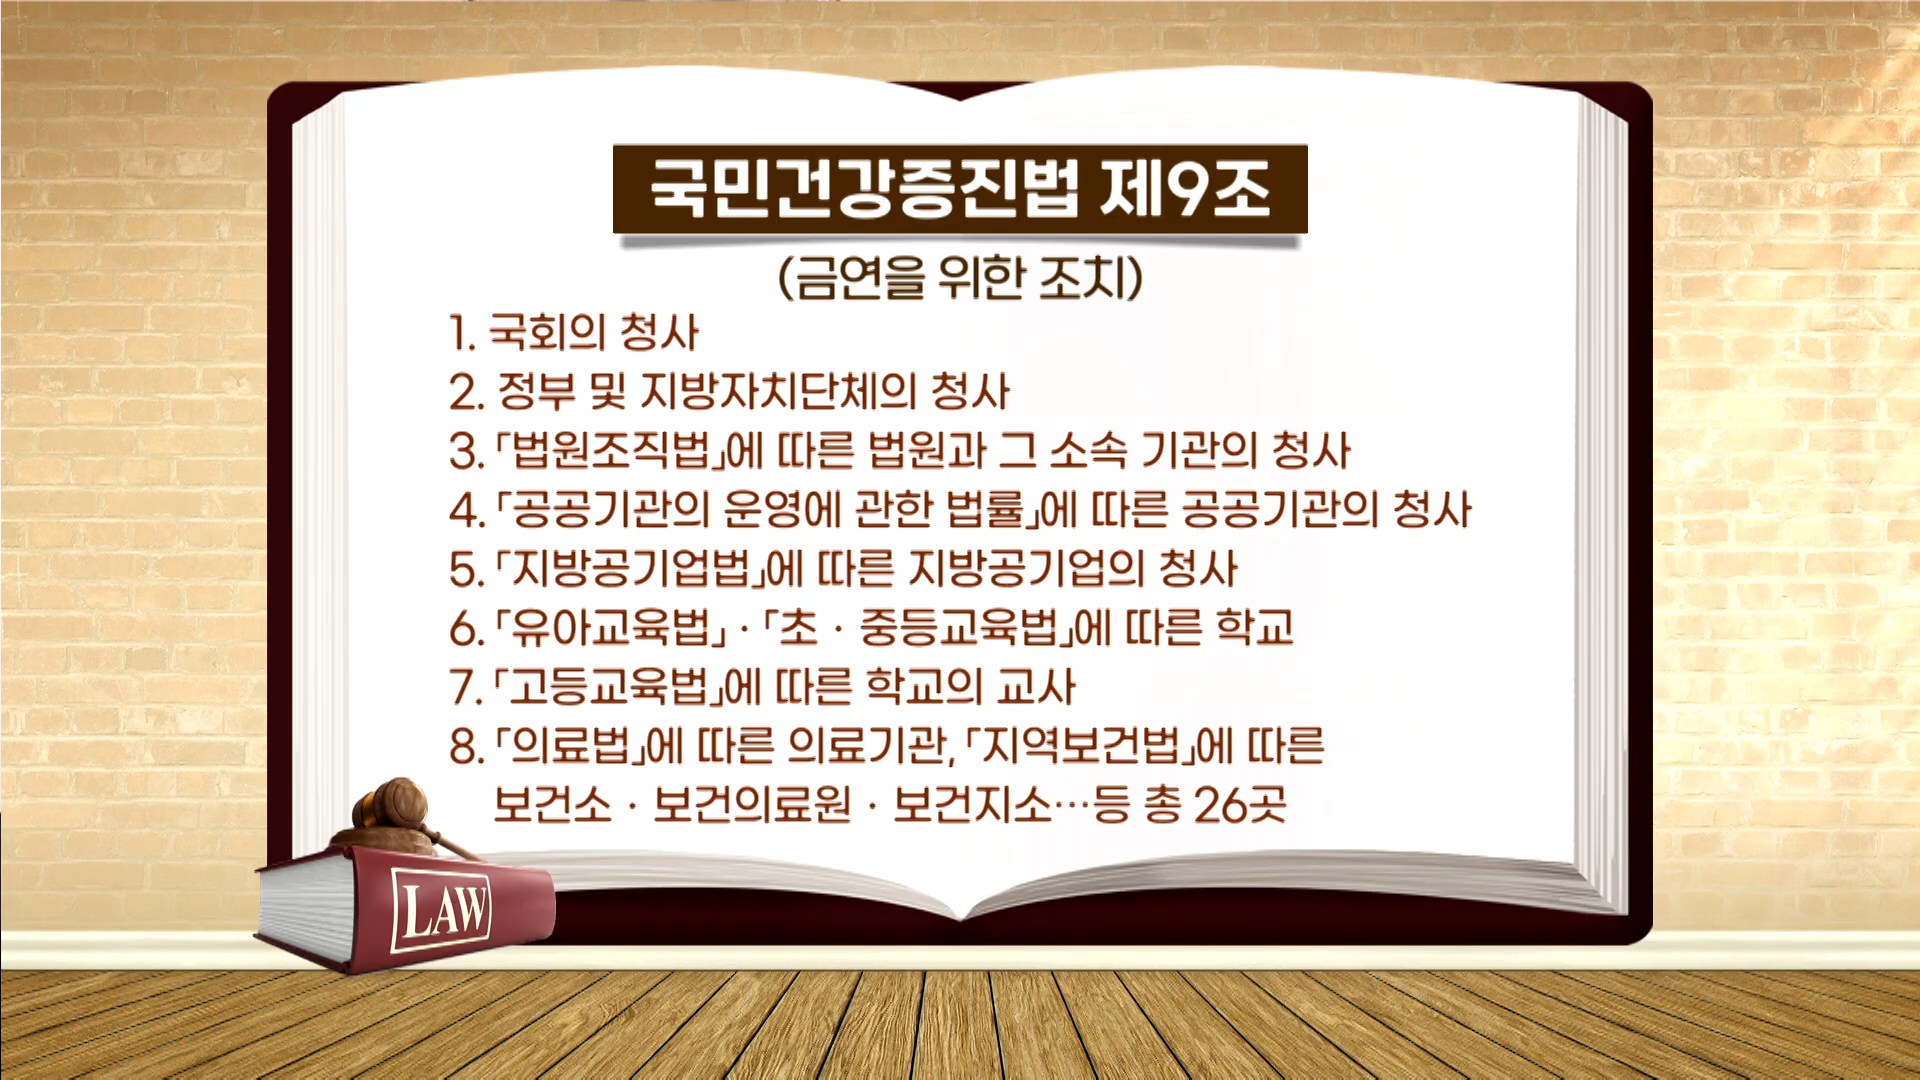 국민건강증진법 제9조
(금연을 위한 조치)
1. 국회의 청사
2. 정부 및 지방자치단체의 청사
3.「법원조직법」에 따른 법원과 그 소속 기관의 청사
4.「공공기관의 운영에 관한 법률」에 따른 공공기관의 청사
5.「지방공기업법」에 따른 지방공기업의 청사
6.「유아교육법」·「초 · 중등교육법」에 따른 학교
7.「고등교육법」에 따른 학교의 교사
8.「의료법」에 따른 의료기관,「지역보건법」에 따른
보건소 · 보건의료원 · 보건지소…등 총 26곳
LAW